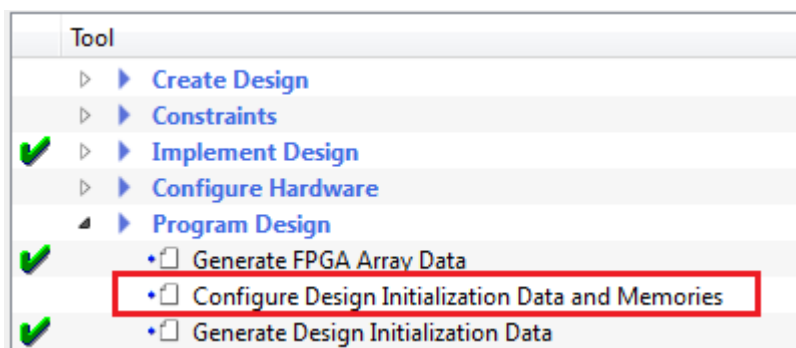 Tool
Create Design
Constraints
Implement Design
Configure Hardware
Program Design
Generate FPGA Array Data
Configure Design Initialization Data and Memories
Generate Design Initialization Data